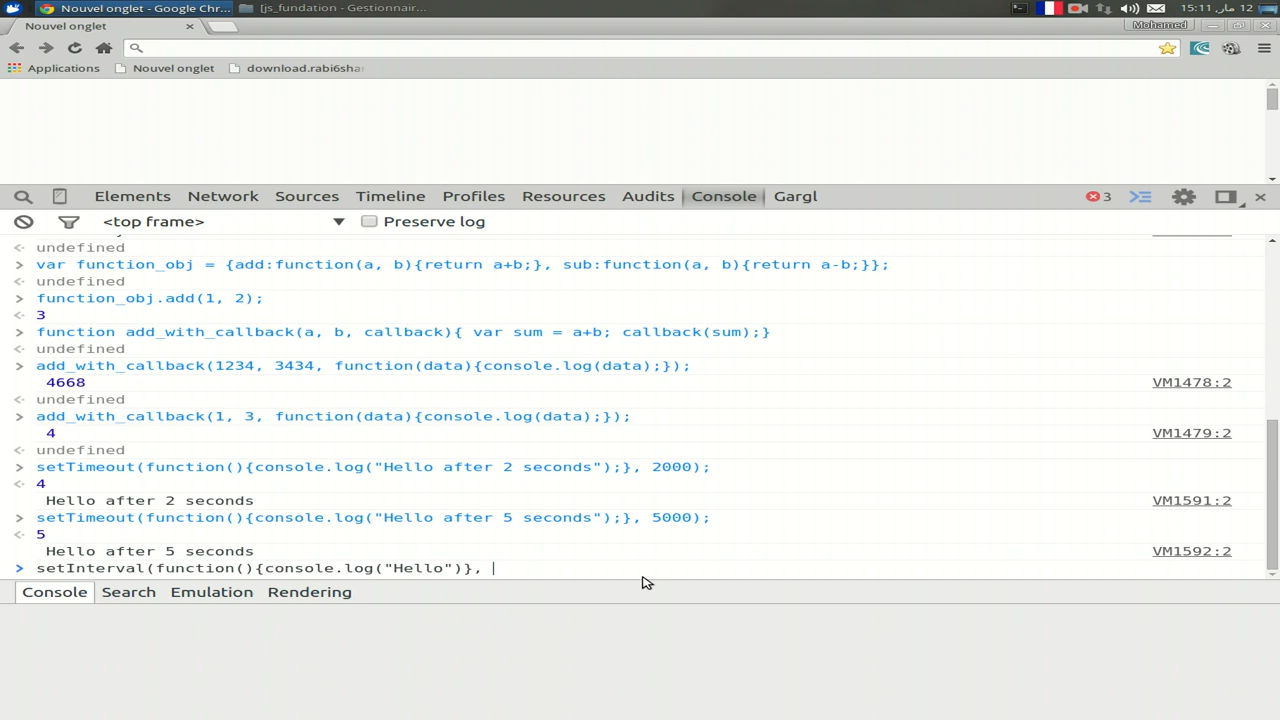 Nouvel onglet - Google Chr...
[js_fundation - Gestionnair...
12 مار, 15:11
Nouvel onglet
Mohamed
Applications
Nouvel onglet
download.rabi6sha
Elements
Network
Sources
Timeline
Profiles
Resources
Audits
Console
Gargl
3
<top frame>
Preserve log
undefined
var function_obj = {add:function(a, b){return a+b;}, sub:function(a, b){return a-b;}};
undefined
function_obj.add(1, 2);
3
function add_with_callback(a, b, callback){ var sum = a+b; callback(sum);}
undefined
add_with_callback(1234, 3434, function(data){console.log(data);});
4668 VM1478:2
undefined
add_with_callback(1, 3, function(data){console.log(data);});
4 VM1479:2
undefined
setTimeout(function(){console.log("Hello after 2 seconds");}, 2000);
4
Hello after 2 seconds VM1591:2
setTimeout(function(){console.log("Hello after 5 seconds");}, 5000);
5
Hello after 5 seconds VM1592:2
setInterval(function(){console.log("Hello")},
Console
Search
Emulation
Rendering